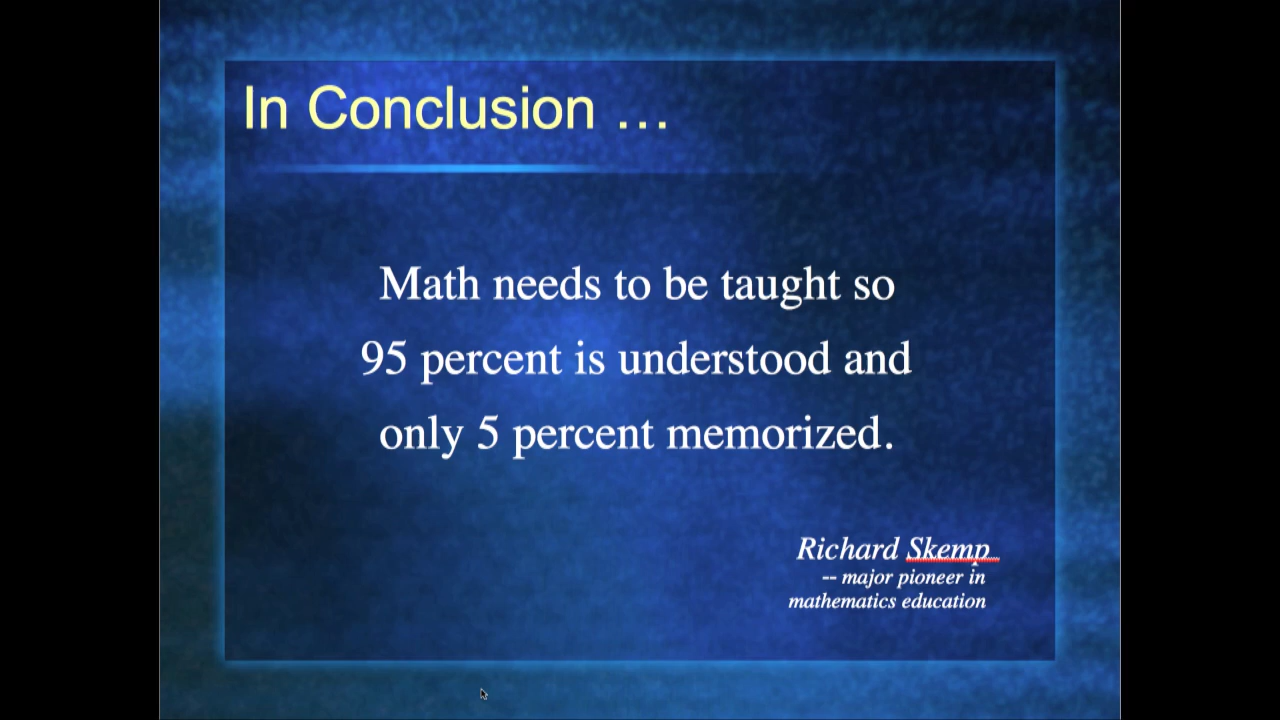 In Conclusion …
Math needs to be taught so
95 percent is understood and
only 5 percent memorized.
Richard Skemp
-- major pioneer in
mathematics education